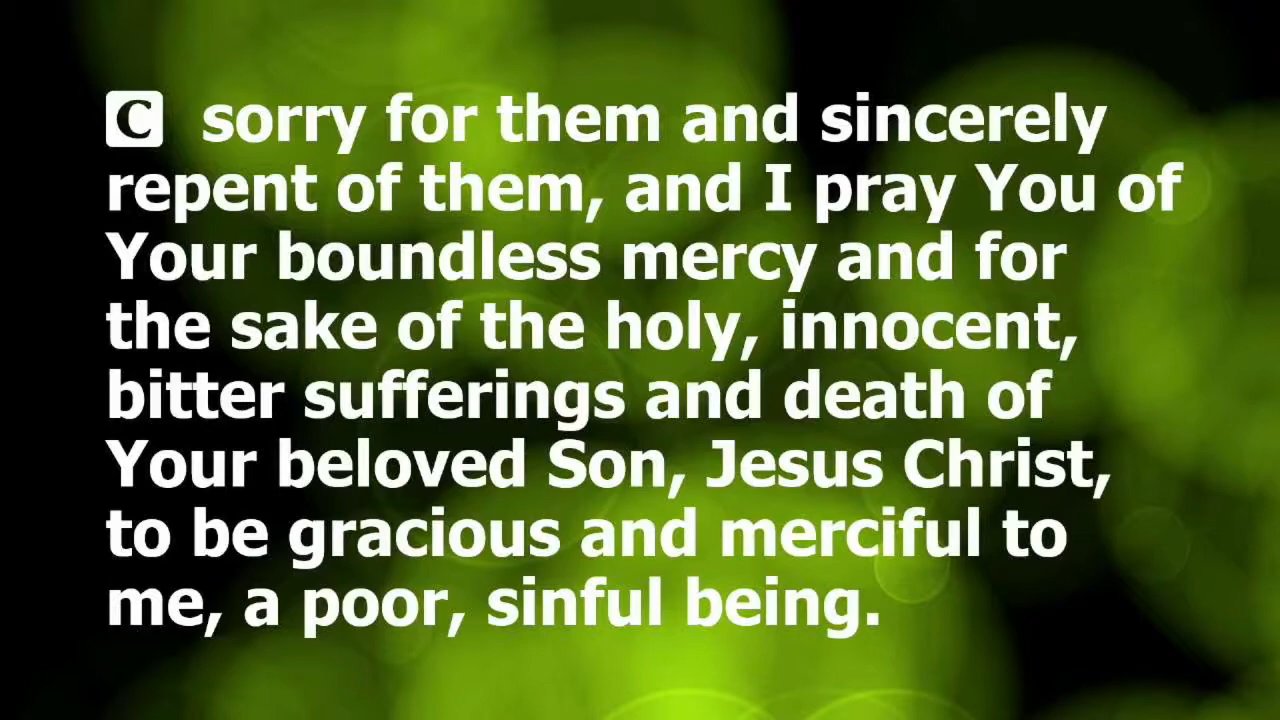 C sorry for them and sincerely
repent of them, and I pray You of
Your boundless mercy and for
the sake of the holy, innocent,
bitter sufferings and death of
Your beloved Son, Jesus Christ,
to be gracious and merciful to
me, a poor, sinful being.